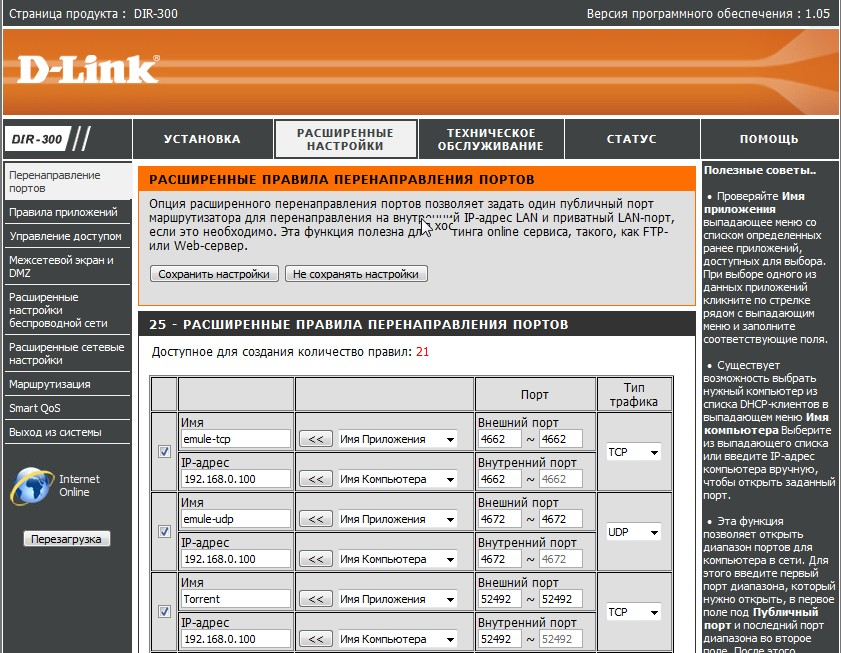 Страница продукта : DIR-300
Версия программного обеспечения : 1.05
D-Link®
DIR-300
УСТАНОВКА
РАСШИРЕННЫЕ НАСТРОЙКИ
ТЕХНИЧЕСКОЕ ОБСЛУЖИВАНИЕ
СТАТУС
ПОМОЩЬ
Перенаправление
портов
Правила приложений
Управление доступом
Межсетевой экран и
DMZ
Расширенные
настройки
беспроводной сети
Расширенные сетевые
настройки
Маршрутизация
Smart QoS
Выход из системы
Internet
Online
Перезагрузка
РАСШИРЕННЫЕ ПРАВИЛА ПЕРЕНАПРАВЛЕНИЯ ПОРТОВ
Опция расширенного перенаправления портов позволяет задать один публичный порт
маршрутизатора для перенаправления на внутренний IP-адрес LAN и приватный LAN-порт,
если это необходимо. Эта функция полезна для хостинга online сервиса, такого, как FTP-
или Web-сервер.
Сохранить настройки Не сохранять настройки
25 - РАСШИРЕННЫЕ ПРАВИЛА ПЕРЕНАПРАВЛЕНИЯ ПОРТОВ
Доступное для создания количество правил: 21
Порт
Тип
трафика
Имя
emule-tcp << Имя Приложения
Внешний порт
4662 ~ 4662
TCP
IP-адрес
192.168.0.100 << Имя Компьютера
Внутренний порт
4662 ~ 4662
Имя
emule-udp << Имя Приложения
Внешний порт
4672 ~ 4672
UDP
IP-адрес
192.168.0.100 << Имя Компьютера
Внутренний порт
4672 ~ 4672
Имя
Torrent << Имя Приложения
Внешний порт
52492 ~ 52492
TCP
IP-адрес
192.168.0.100 << Имя Компьютера
Внутренний порт
52492 ~ 52492
Полезные советы..
• Проверяйте Имя
приложения
выпадающее меню со
списком определенных
ранее приложений,
доступных для выбора.
При выборе одного из
данных приложений
кликните по стрелке
рядом с выпадающим
меню и заполните
соответствующие поля.
• Существует
возможность выбрать
нужный компьютер из
списка DHCP-клиентов в
выпадающем меню Имя
компьютера Выберите
из выпадающего списка
или введите IP-адрес
компьютера вручную,
чтобы открыть заданный
порт.
• Эта функция
позволяет открыть
диапазон портов для
компьютера в сети. Для
этого введите первый
порт диапазона, который
нужно открыть, в первое
поле под Публичный
порт и последний порт
диапазона во второе
поле. После этого